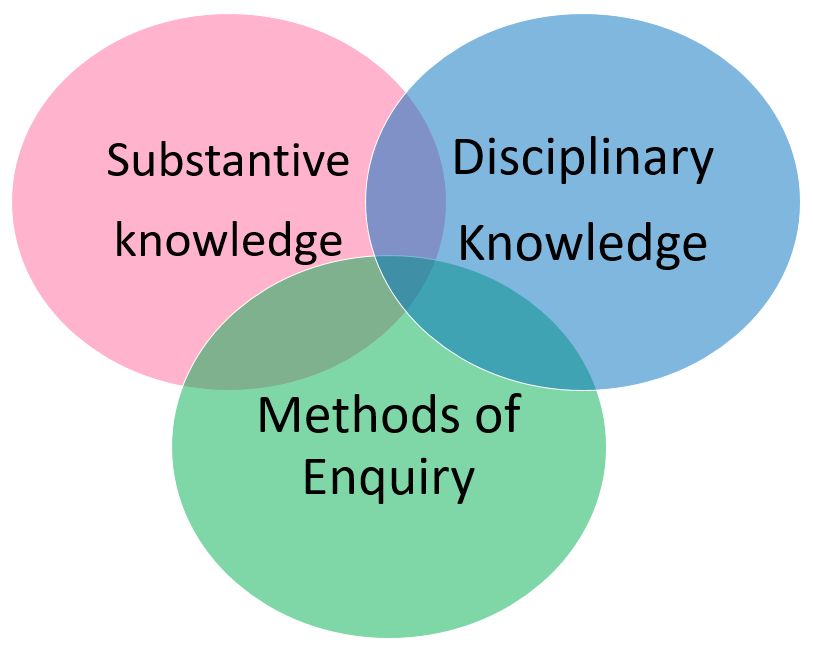 Substantive
knowledge
Disciplinary
Knowledge
Methods of
Enquiry